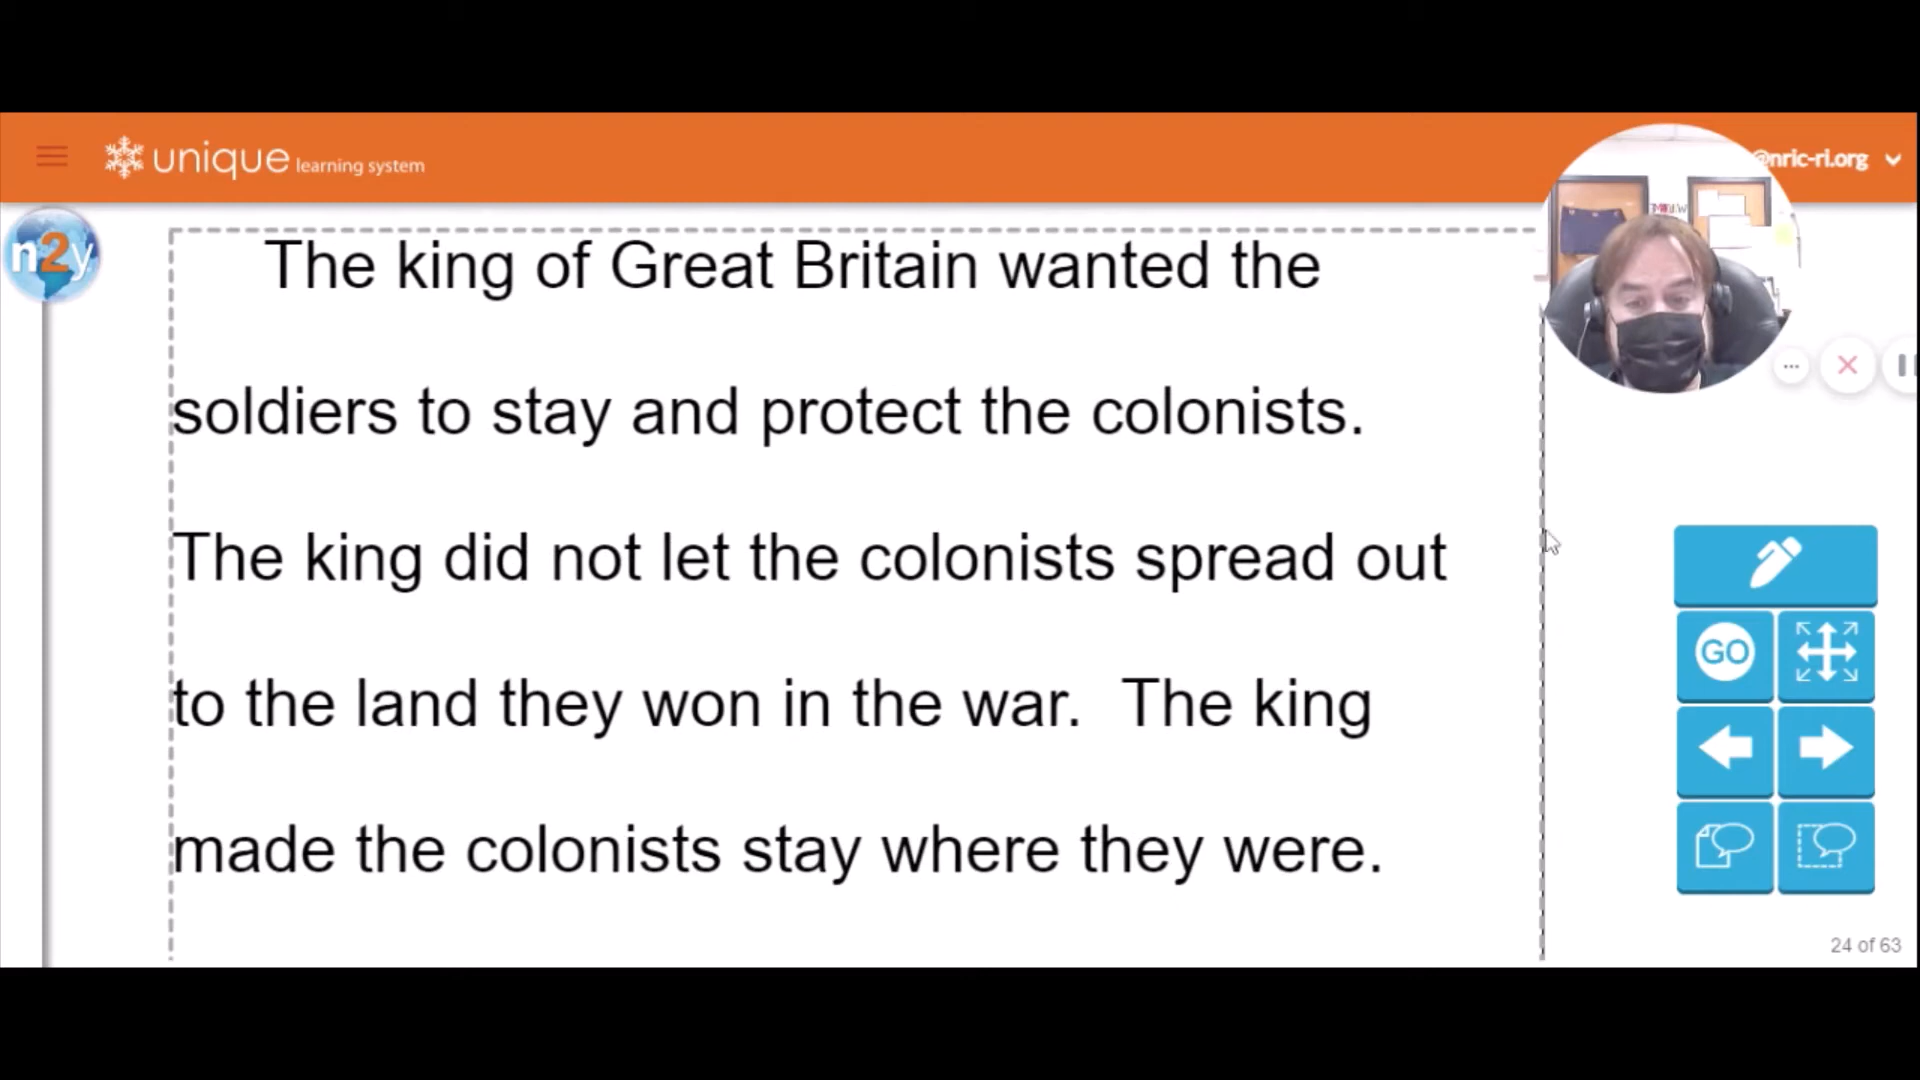 unique learning system
@nric-ri.org
n2y
The king of Great Britain wanted the
soldiers to stay and protect the colonists.
The king did not let the colonists spread out
to the land they won in the war. The king
made the colonists stay where they were.
GO
24 of 63